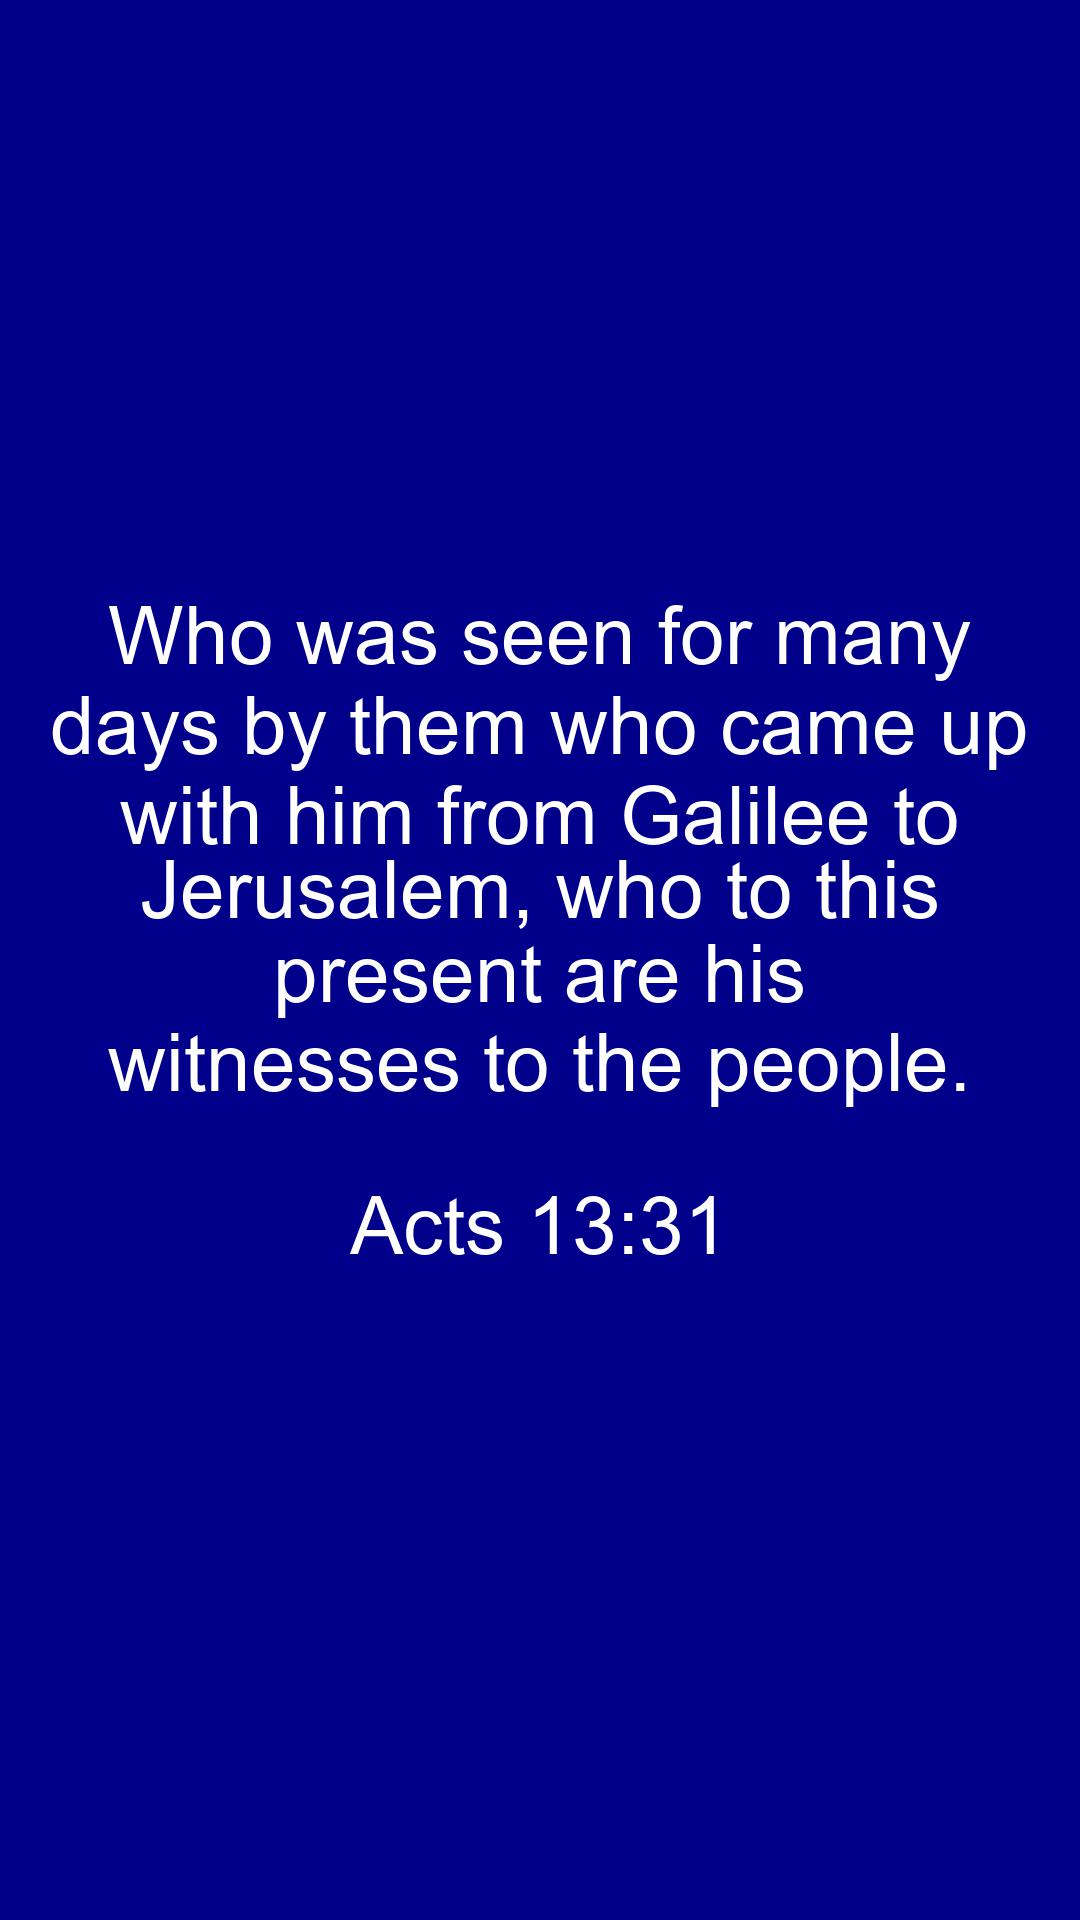 Who was seen for many
days by them who came up
with him from Galilee to
Jerusalem, who to this
present are his
witnesses to the people.
Acts 13:31